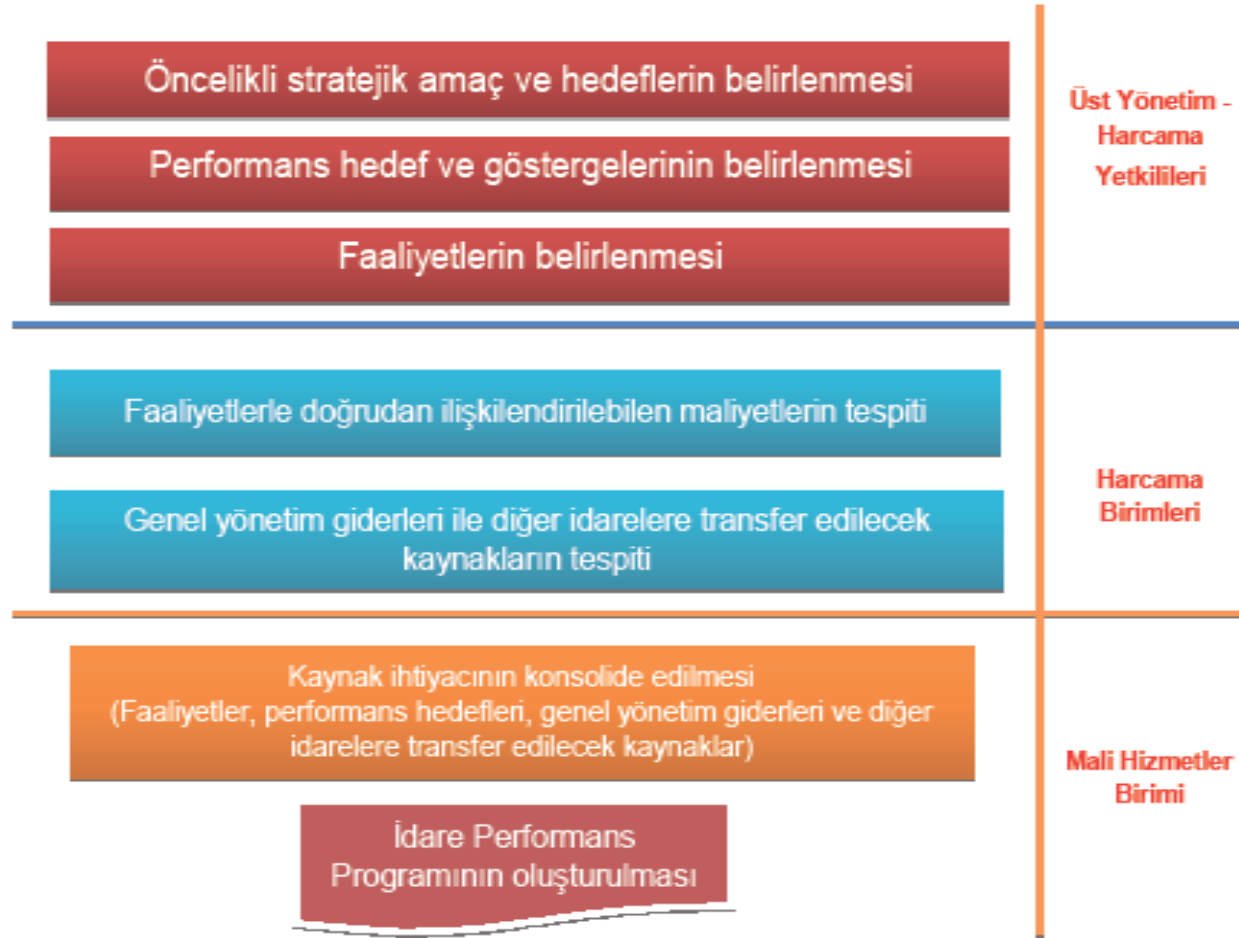 Öncelikli stratejik amaç ve hedeflerin belirlenmesi
Performans hedef ve göstergelerinin belirlenmesi
Faaliyetlerin belirlenmesi
Üst Yönetim -
Harcama
Yetkilileri
Faaliyetlerle doğrudan ilişkilendirilebilen maliyetlerin tespiti
Genel yönetim giderleri ile diğer idarelere transfer edilecek
kaynakların tespiti
Harcama
Birimleri
Kaynak ihtiyacının konsolide edilmesi
(Faaliyetler, performans hedefleri, genel yönetim giderleri ve diğer
idarelere transfer edilecek kaynaklar)
İdare Performans
Programının oluşturulması
Mali Hizmetler
Birimi